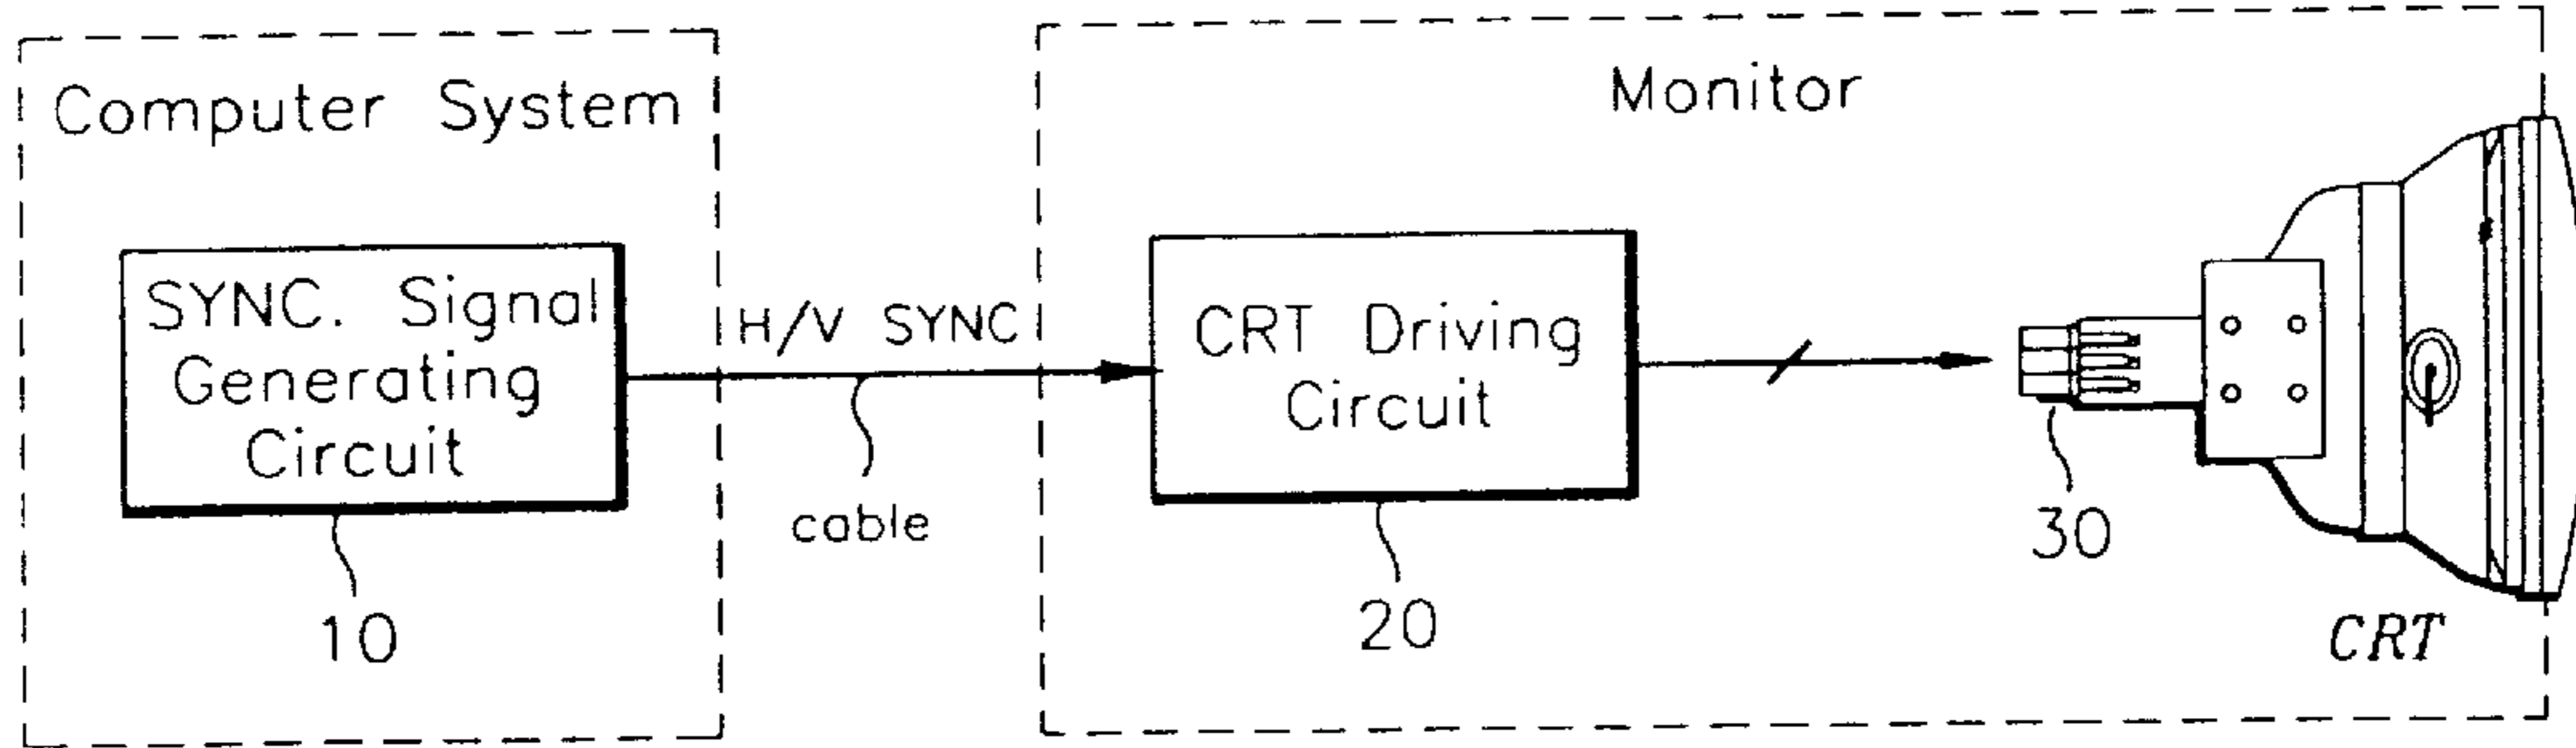 Computer System
Monitor
SYNC. Signal
Generating
Circuit
H/V SYNC
CRT Driving
Circuit
cable
10
20
30
CRT